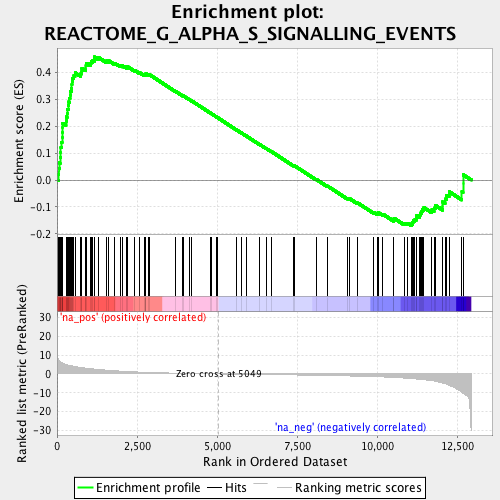 Enrichment plot:
REACTOME_G_ALPHA_S_SIGNALLING_EVENTS
Enrichment score (ES)
0.4
0.3
0.2
0.1
0.0
-0.1
-0.2
'na_pos' (positively correlated)
Ranked list metric (PreRanked)
30
20
10
0
-10
-20
-30
Zero cross at 5049
'na_neg' (negatively correlated)
0
2,500
5,000
7,500
10,000
12,500
Rank in Ordered Dataset
Enrichment profile
Hits
Ranking metric scores